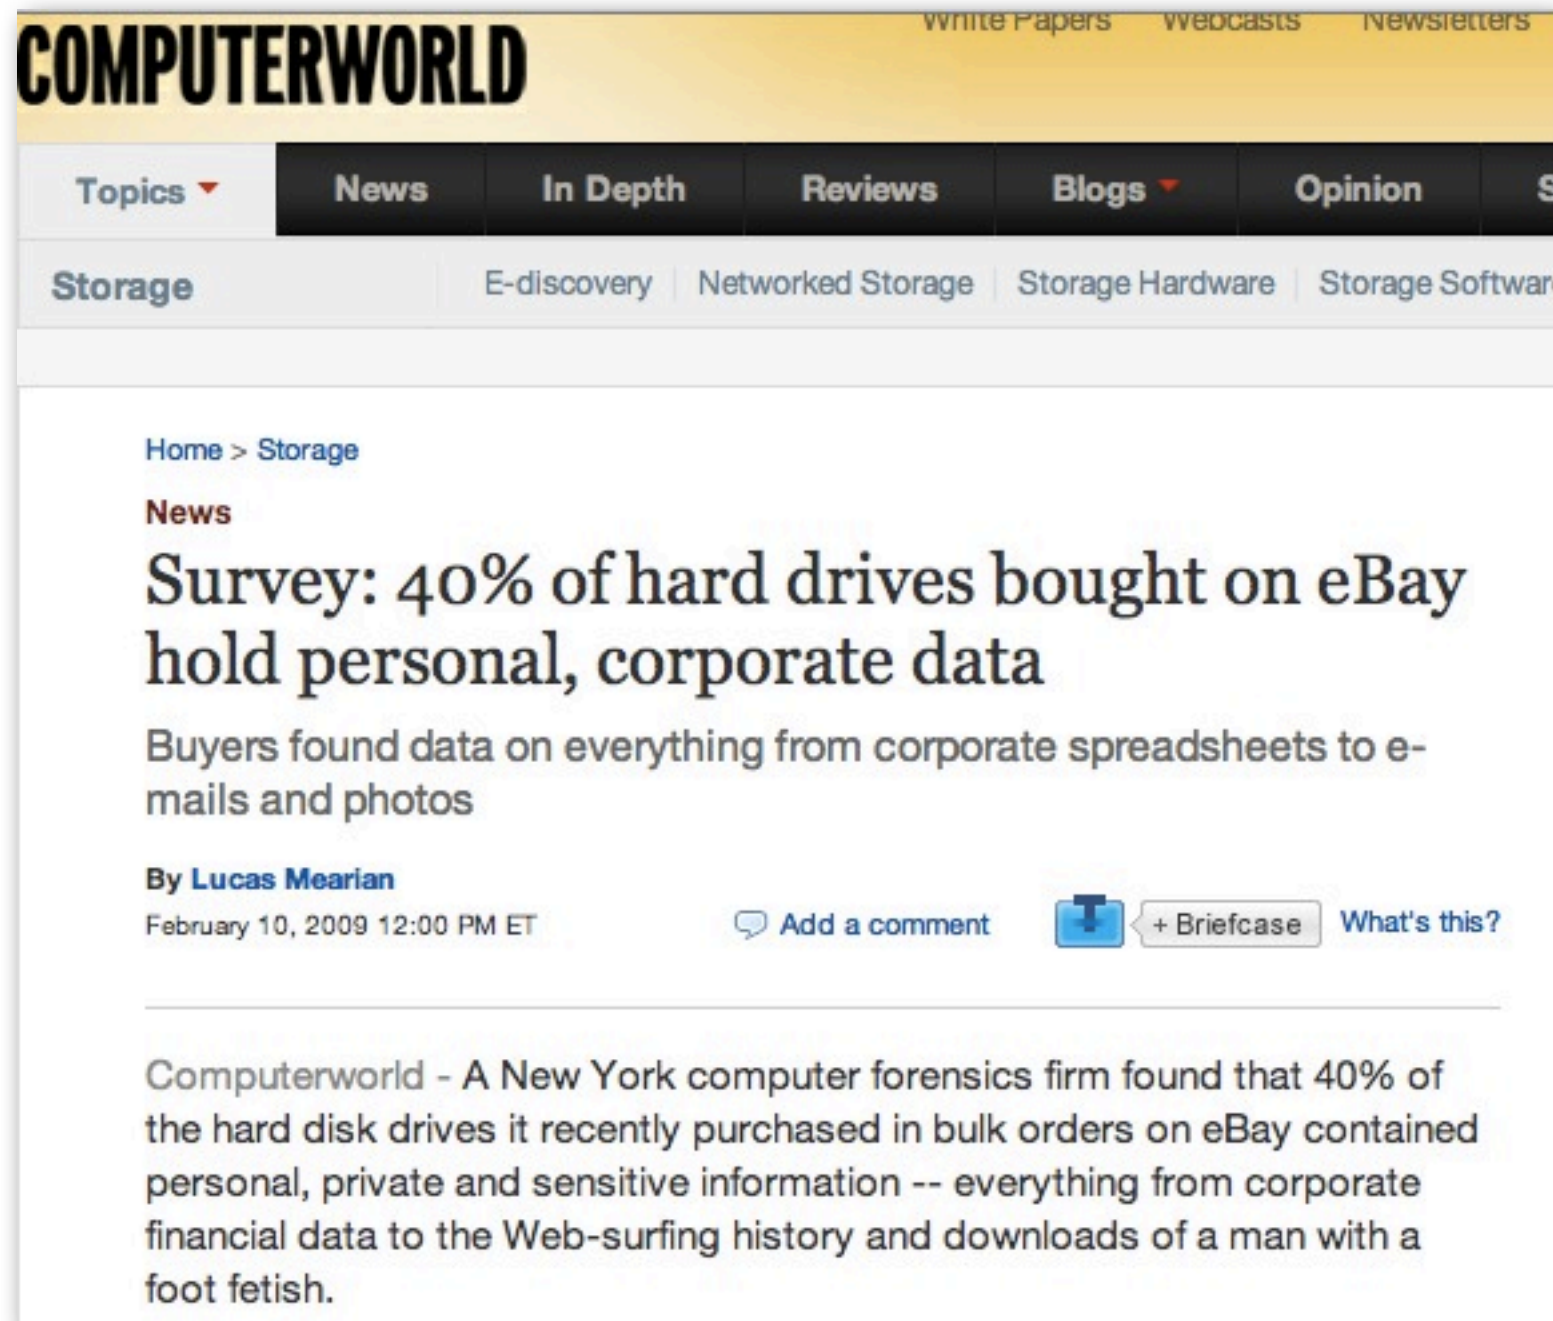 White Papers Webcasts Newsletters
COMPUTERWORLD
Topics News In Depth Reviews Blogs Opinion S
Storage E-discovery Networked Storage Storage Hardware Storage Softwar
Home > Storage
News
Survey: 40% of hard drives bought on eBay
hold personal, corporate data
Buyers found data on everything from corporate spreadsheets to e-
mails and photos
By Lucas Mearian
February 10, 2009 12:00 PM ET Add a comment T + Briefcase What's this?
Computerworld - A New York computer forensics firm found that 40% of
the hard disk drives it recently purchased in bulk orders on eBay contained
personal, private and sensitive information -- everything from corporate
financial data to the Web-surfing history and downloads of a man with a
foot fetish.